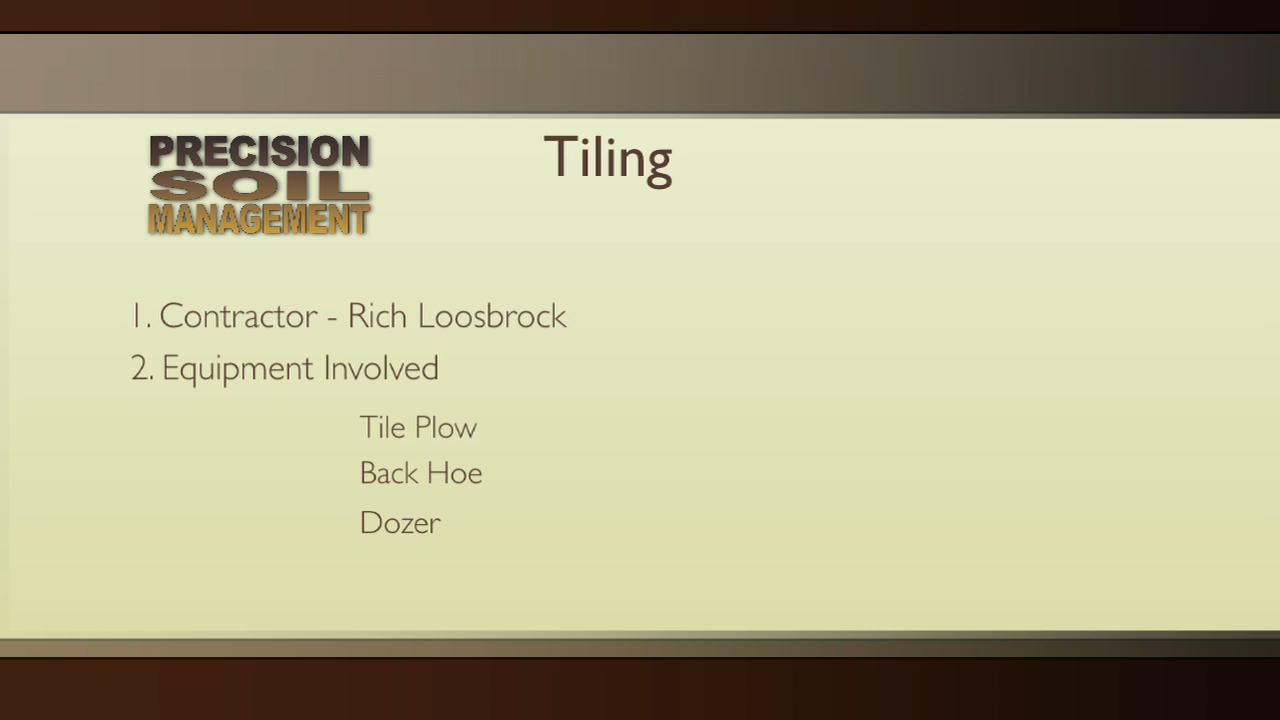 PRECISION
SOIL
MANAGEMENT
Tiling
1. Contractor - Rich Loosbrock
2. Equipment Involved
Tile Plow
Back Hoe
Dozer